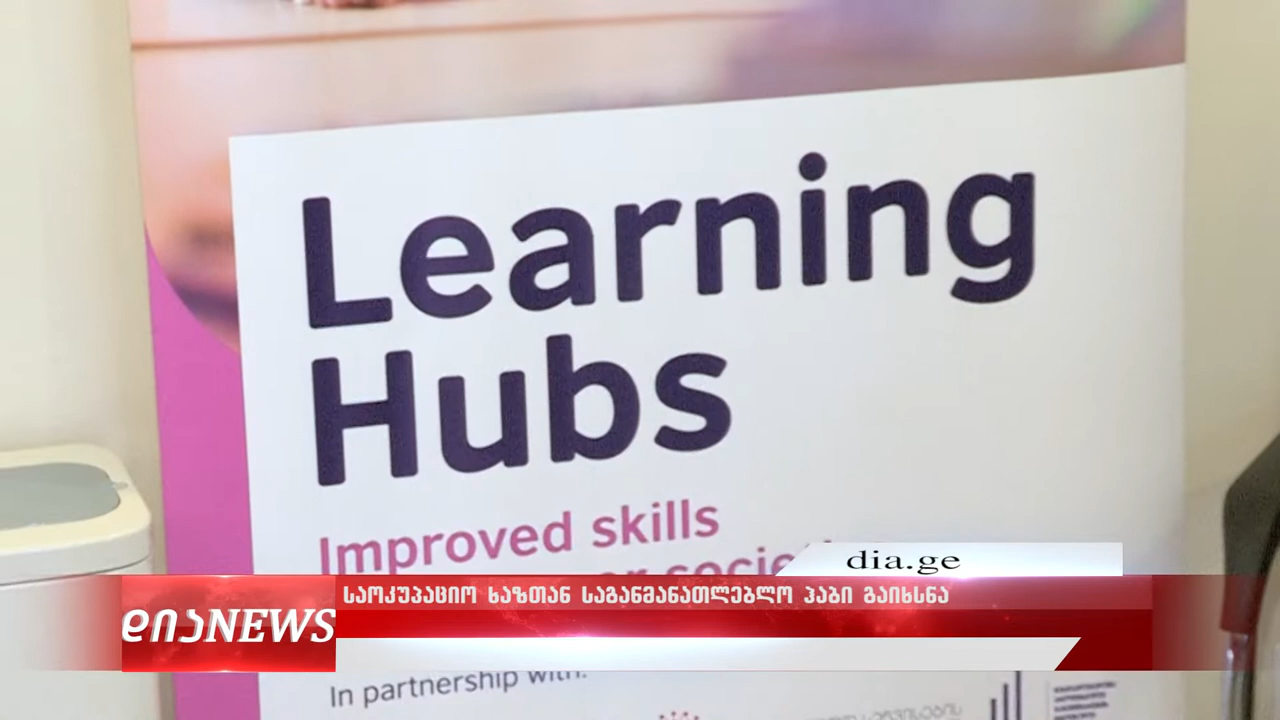 Learning
Hubs
Improved skills
dia.ge
საოკუპაციო ხაზთან საგანმანათლებლო ჰაბი გაიხსნა
დიაNEWS
In partnership with: